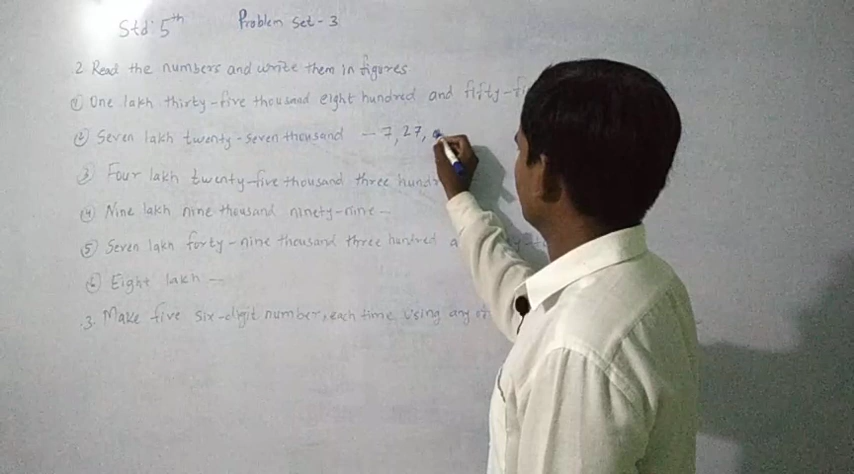 Std: 5th Problem Set - 3
2. Read the numbers and write them in figures
① One lakh thirty-five thousand eight hundred and fifty-
② Seven lakh twenty-seven thousand - 7,27,
③ Four lakh twenty-five thousand three
④ Nine lakh nine thousand ninety-nine-
⑤ Seven lakh forty-nine thousand three hundred
⑥ Eight lakh -
3. Make five six-digit number, each time using any